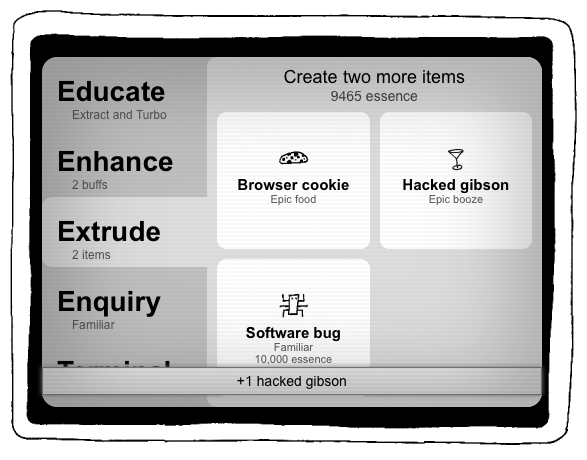 Educate
Extract and Turbo
Enhance
2 buffs
Extrude
2 items
Enquiry
Familiar
Terminal
Create two more items
9465 essence
Browser cookie
Epic food
Hacked gibson
Epic booze
Software bug
Familiar
10,000 essence
+1 hacked gibson